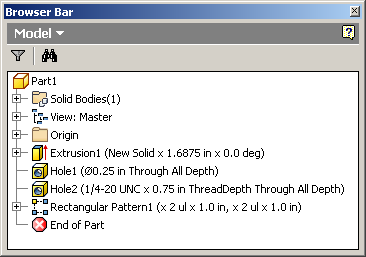 Browser Bar
Model
Part1
Solid Bodies(1)
View: Master
Origin
Extrusion1 (New Solid x 1.6875 in x 0.0 deg)
Hole1 (Ø0.25 in Through All Depth)
Hole2 (1/4-20 UNC x 0.75 in ThreadDepth Through All Depth)
Rectangular Pattern1 (x 2 ul x 1.0 in, x 2 ul x 1.0 in)
End of Part